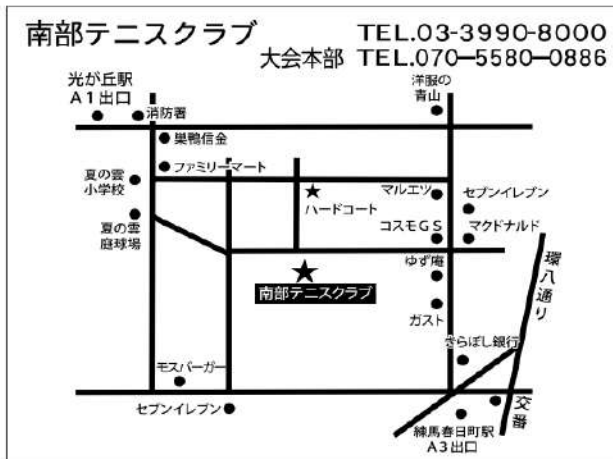 南部テニスクラブ
TEL.03-3990-8000
大会本部 TEL.070-5580-0886
光が丘駅
A1出口
消防署
洋服の
青山
巣鴨信金
ファミリーマート
夏の雲
小学校
ハードコート
マルエツ
セブンイレブン
夏の雲
庭球場
コスモGS
マクドナルド
ゆず庵
環八通り
南部テニスクラブ
ガスト
きらぼし銀行
モスバーガー
セブンイレブン
交番
練馬春日町駅
A3出口